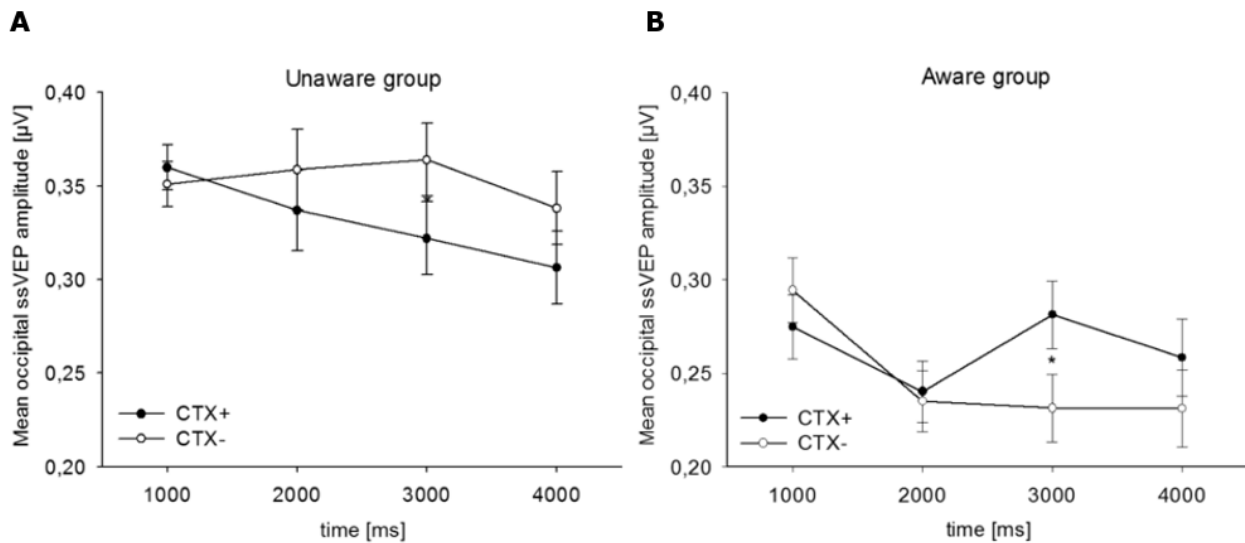 A
Unaware group
Mean occipital ssVEP amplitude [µV]
0,40
0,35
0,30
0,25
0,20
*
CTX+
CTX-
1000 2000 3000 4000
time [ms]
B
Aware group
Mean occipital ssVEP amplitude [µV]
0,40
0,35
0,30
0,25
0,20
*
CTX+
CTX-
1000 2000 3000 4000
time [ms]